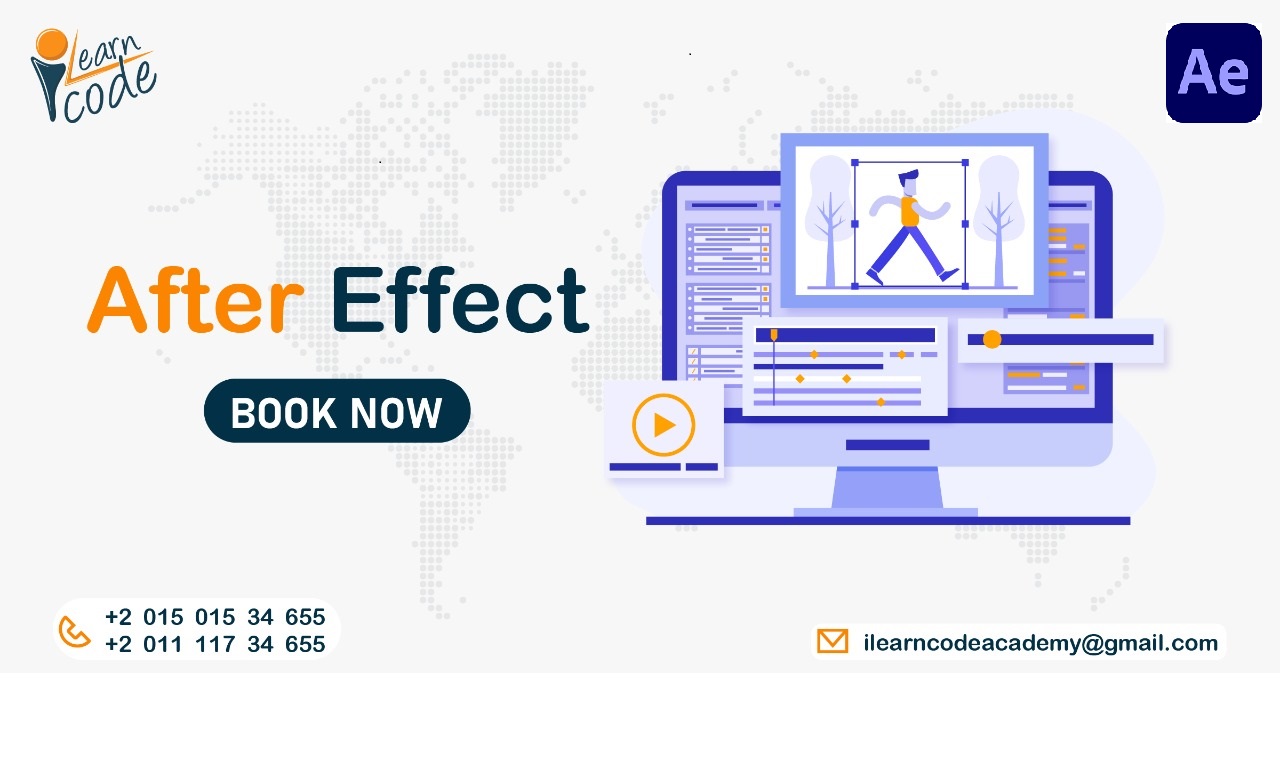 iLearn
code
Ae
After Effect
BOOK NOW
+2 015 015 34 655
+2 011 117 34 655
ilearncodeacademy@gmail.com